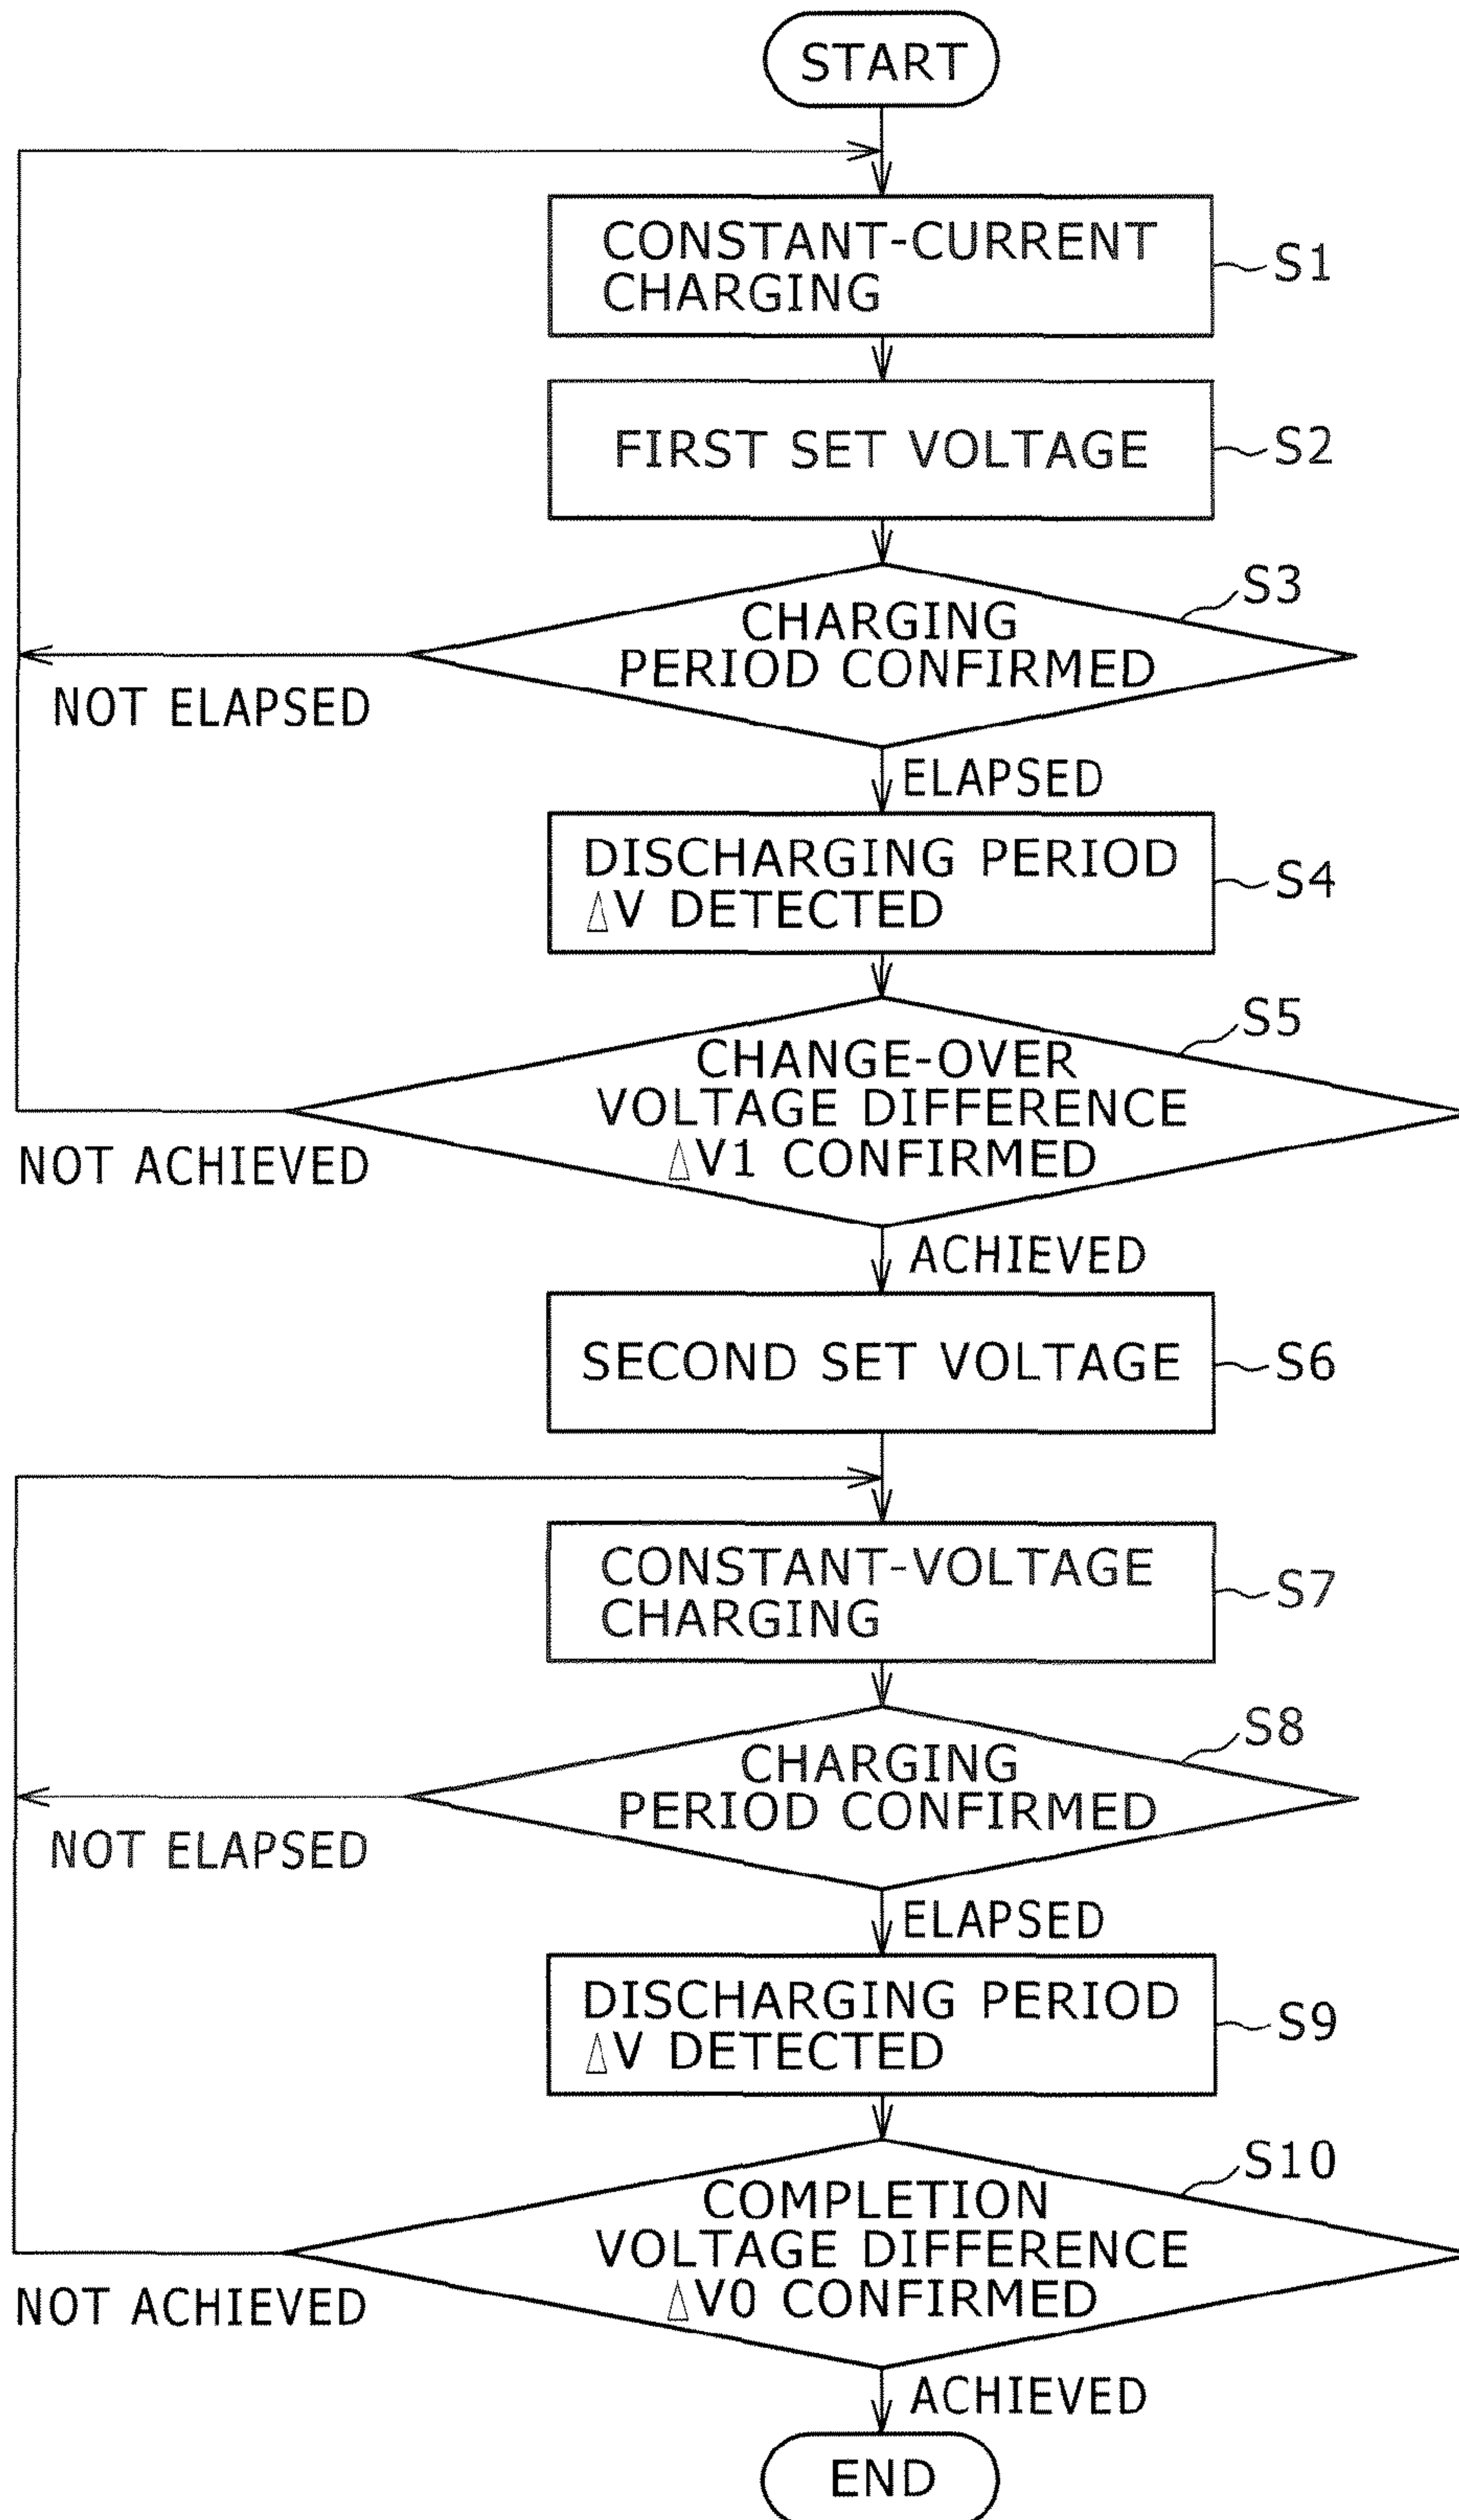 START
CONSTANT-CURRENT
CHARGING
S1
FIRST SET VOLTAGE
S2
S3
CHARGING
PERIOD CONFIRMED
NOT ELAPSED
ELAPSED
DISCHARGING PERIOD
ΔV DETECTED
S4
S5
CHANGE-OVER
VOLTAGE DIFFERENCE
ΔV1 CONFIRMED
NOT ACHIEVED
ACHIEVED
SECOND SET VOLTAGE
S6
CONSTANT-VOLTAGE
CHARGING
S7
S8
CHARGING
PERIOD CONFIRMED
NOT ELAPSED
ELAPSED
DISCHARGING PERIOD
ΔV DETECTED
S9
S10
COMPLETION
VOLTAGE DIFFERENCE
ΔV0 CONFIRMED
NOT ACHIEVED
ACHIEVED
END